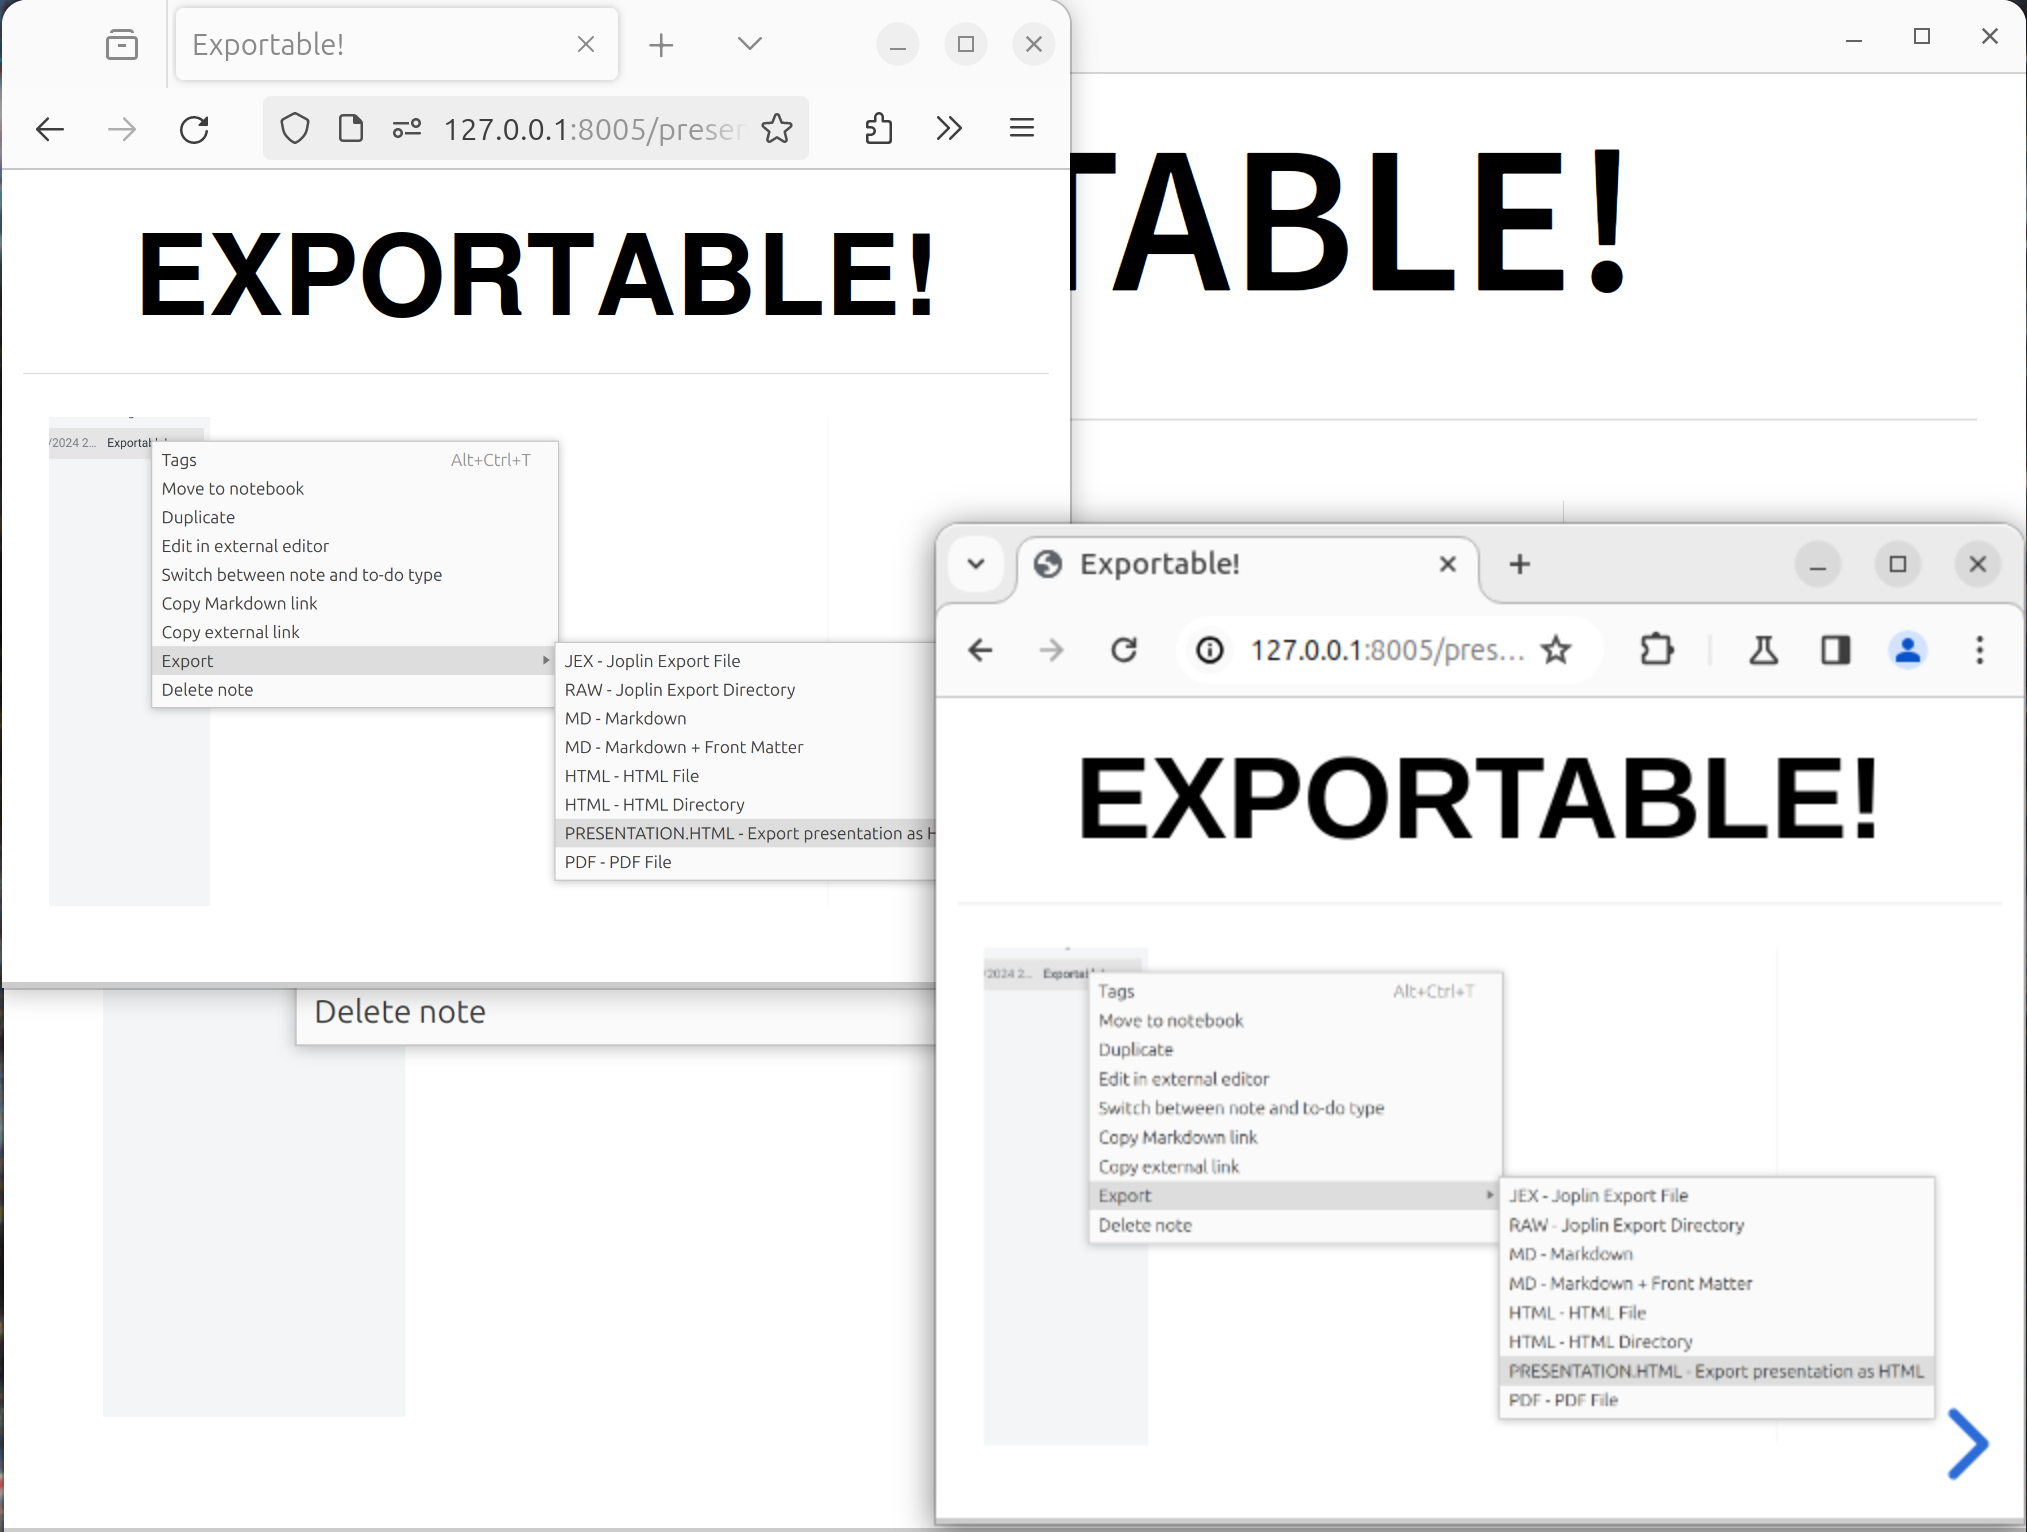 Exportable!
127.0.0.1:8005/presen
EXPORTABLE!
/2024 2... Exportabl
Tags Alt+Ctrl+T
Move to notebook
Duplicate
Edit in external editor
Switch between note and to-do type
Copy Markdown link
Copy external link
Export
Delete note
JEX - Joplin Export File
RAW - Joplin Export Directory
MD - Markdown
MD - Markdown + Front Matter
HTML - HTML File
HTML - HTML Directory
PRESENTATION.HTML - Export presentation as H
PDF - PDF File
TABLE!
Delete note
Exportable!
127.0.0.1:8005/pres...
EXPORTABLE!
/2024 2... Exportabl
Tags Alt+Ctrl+T
Move to notebook
Duplicate
Edit in external editor
Switch between note and to-do type
Copy Markdown link
Copy external link
Export
Delete note
JEX - Joplin Export File
RAW - Joplin Export Directory
MD - Markdown
MD - Markdown + Front Matter
HTML - HTML File
HTML - HTML Directory
PRESENTATION.HTML - Export presentation as HTML
PDF - PDF File